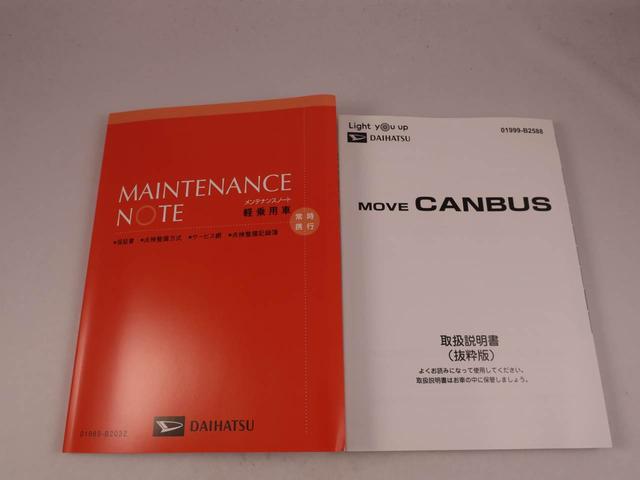 MAINTENANCE
NOTE
メンテナンスノート
軽乗用車
常時
携行
●保証書 ●点検整備方式 ●サービス網 ●点検整備記録簿
01989-B2032
DAIHATSU
Light you up
DAIHATSU
01999-B2588
MOVE CANBUS
取扱説明書
(抜粋版)
よくお読みになって使用してください。
取扱説明書はお車の中に保管しましょう。